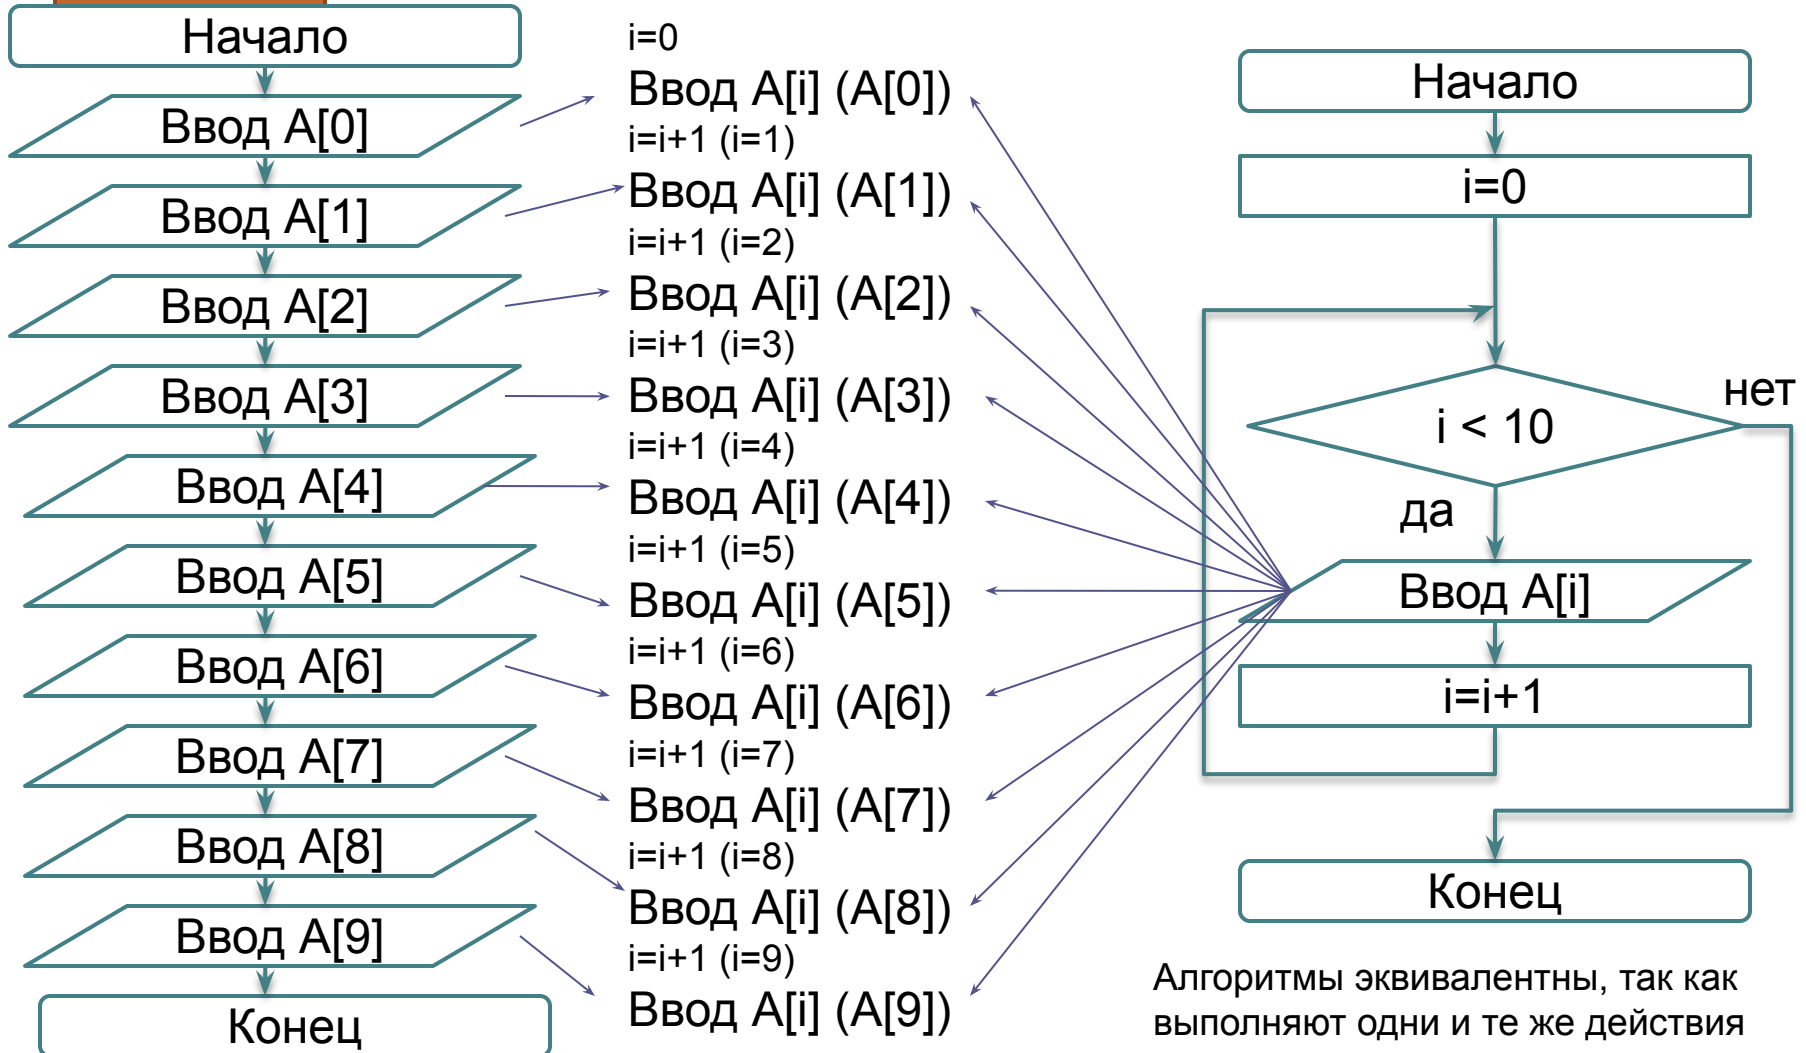 Начало
Ввод A[0]
Ввод A[1]
Ввод A[2]
Ввод A[3]
Ввод A[4]
Ввод A[5]
Ввод A[6]
Ввод A[7]
Ввод A[8]
Ввод A[9]
Конец
i=0
Ввод A[i] (A[0])
i=i+1 (i=1)
Ввод A[i] (A[1])
i=i+1 (i=2)
Ввод A[i] (A[2])
i=i+1 (i=3)
Ввод A[i] (A[3])
i=i+1 (i=4)
Ввод A[i] (A[4])
i=i+1 (i=5)
Ввод A[i] (A[5])
i=i+1 (i=6)
Ввод A[i] (A[6])
i=i+1 (i=7)
Ввод A[i] (A[7])
i=i+1 (i=8)
Ввод A[i] (A[8])
i=i+1 (i=9)
Ввод A[i] (A[9])
Начало
i=0
i < 10
нет
да
Ввод A[i]
i=i+1
Конец
Алгоритмы эквивалентны, так как
выполняют одни и те же действия